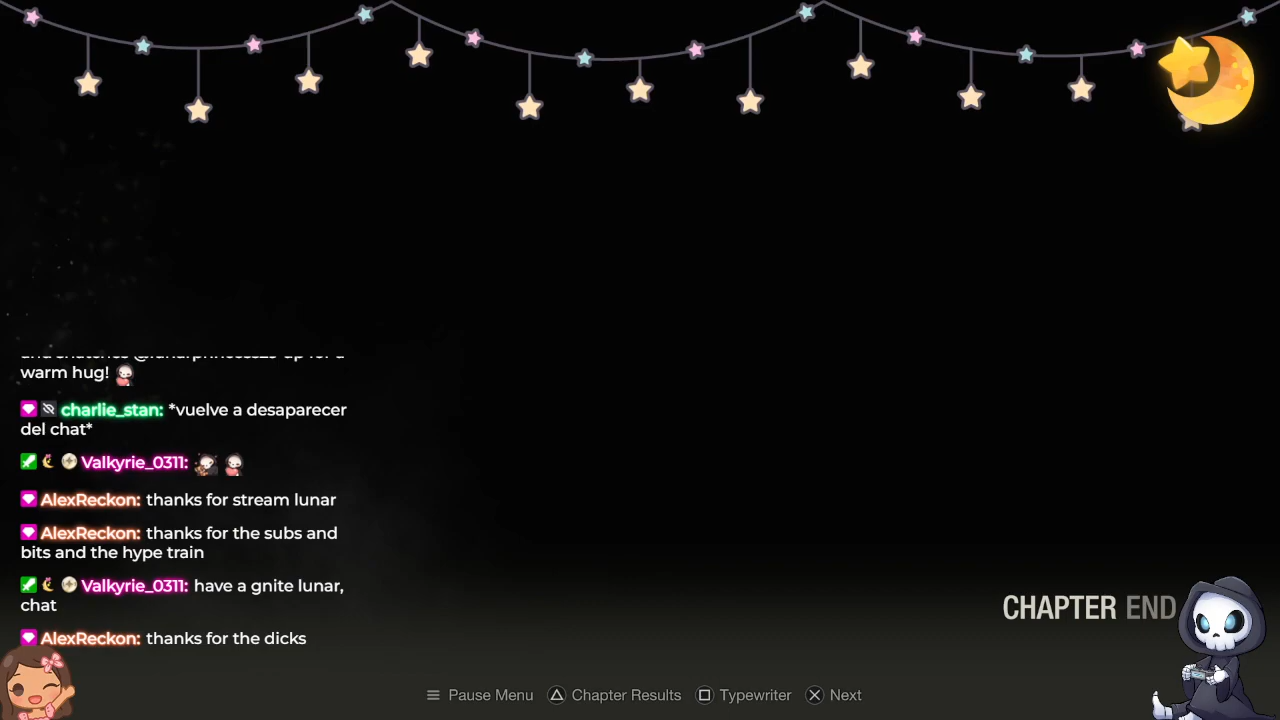 warm hug!
charlie_stan: *vuelve a desaparecer
del chat*
Valkyrie_0311:
AlexReckon: thanks for stream lunar
AlexReckon: thanks for the subs and
bits and the hype train
Valkyrie_0311: have a gnite lunar,
chat
AlexReckon: thanks for the dicks
CHAPTER END
Pause Menu Chapter Results Typewriter Next